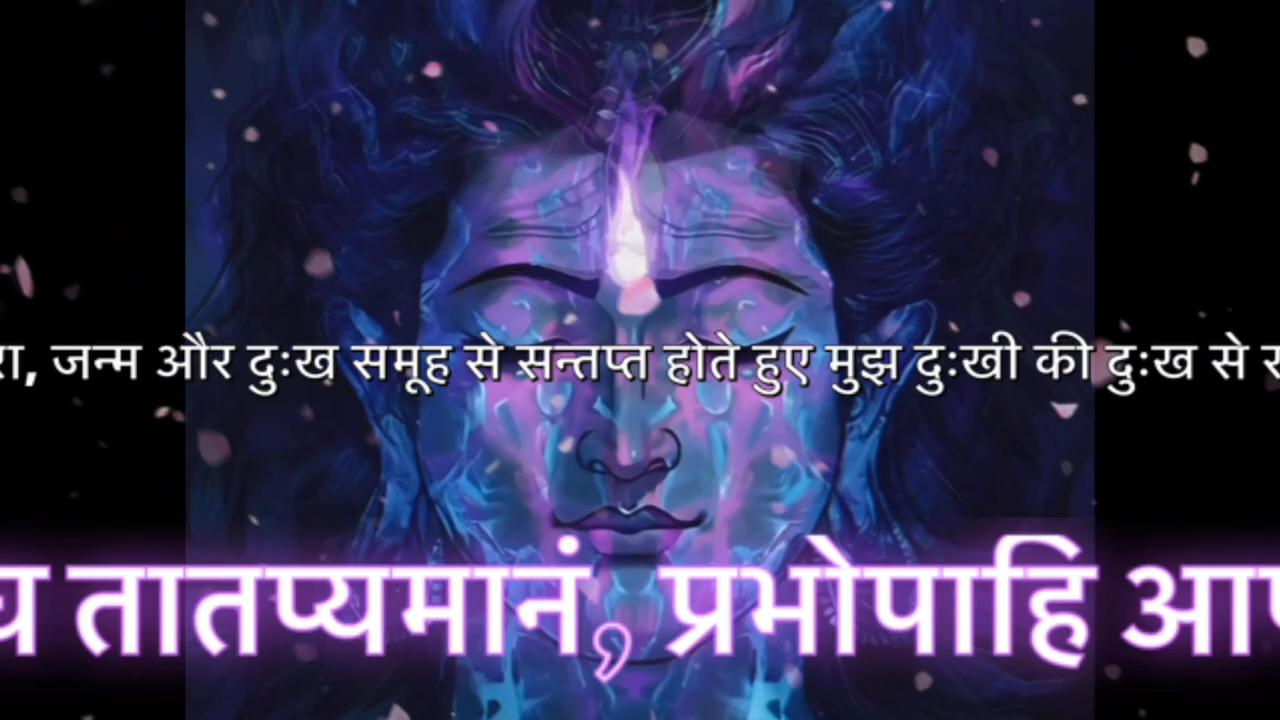 जन्म और दुःख समूह से सन्तप्त होते हुए मुझ दुःखी की दुःख से
तातप्यमानं, प्रभोपाहि